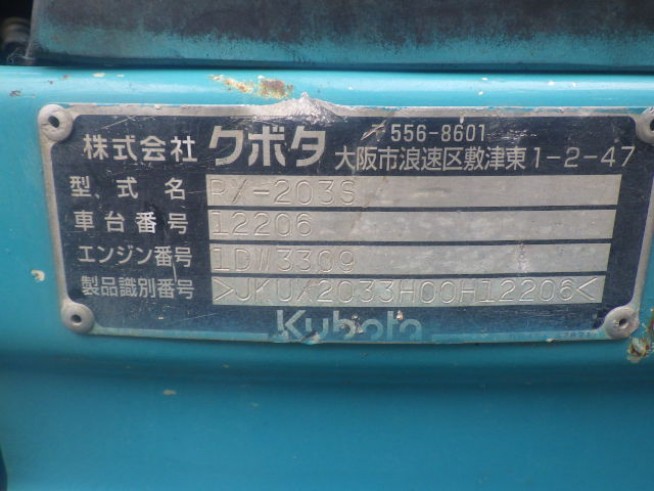 株式会社 クボタ 〒556-8601
大阪市浪速区敷津東1-2-47
型式名 RX-203S
車台番号 12206
エンジン番号 1DW3309
製品識別番号 >JKUX2033H00H12206<
Kubota